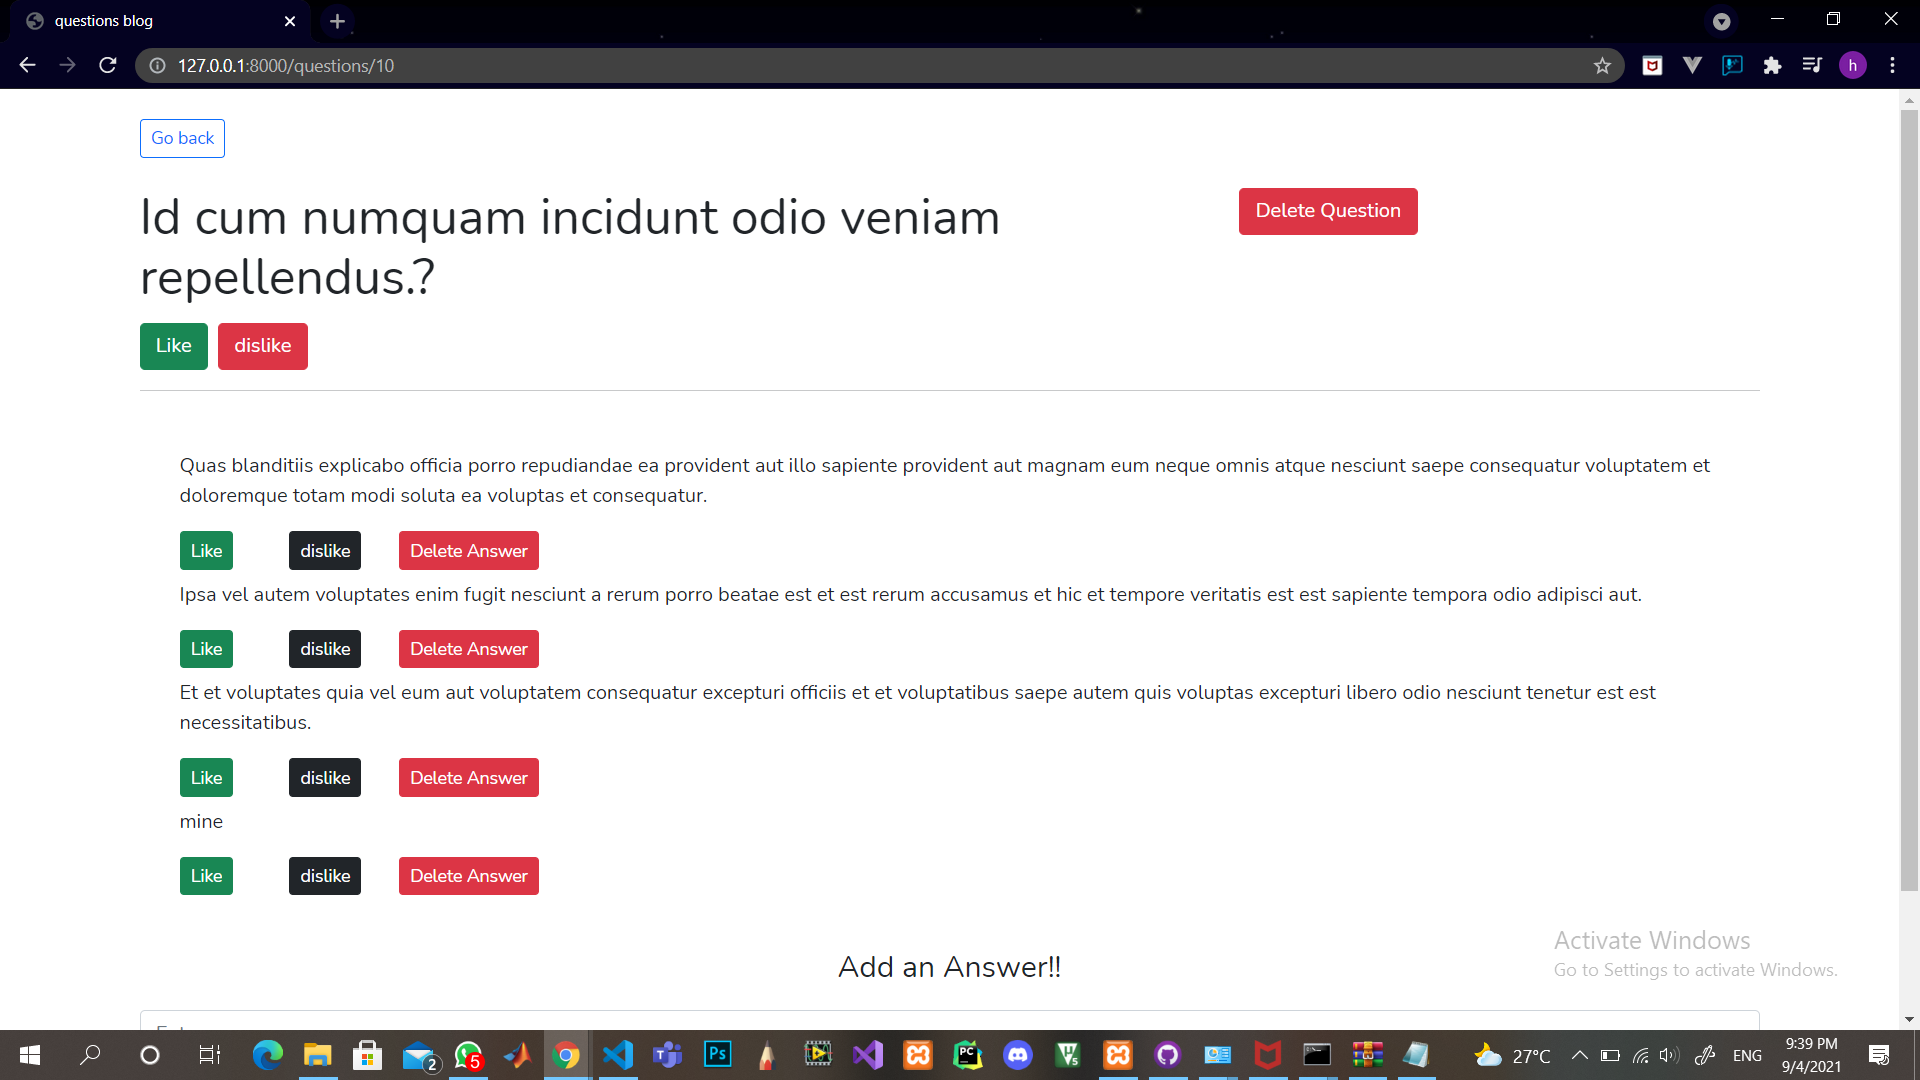 questions blog
127.0.0.1:8000/questions/10
h
Go back
Id cum numquam incidunt odio veniam
repellendus.?
Delete Question
Like dislike
Quas blanditiis explicabo officia porro repudiandae ea provident aut illo sapiente provident aut magnam eum neque omnis atque nesciunt saepe consequatur voluptatem et
doloremque totam modi soluta ea voluptas et consequatur.
Like dislike Delete Answer
Ipsa vel autem voluptates enim fugit nesciunt a rerum porro beatae est et est rerum accusamus et hic et tempore veritatis est est sapiente tempora odio adipisci aut.
Like dislike Delete Answer
Et et voluptates quia vel eum aut voluptatem consequatur excepturi officiis et et voluptatibus saepe autem quis voluptas excepturi libero odio nesciunt tenetur est est
necessitatibus.
Like dislike Delete Answer
mine
Like dislike Delete Answer
Add an Answer!!
Activate Windows
Go to Settings to activate Windows.
2 5 Ps PC 27°C ENG
9:39 PM
9/4/2021